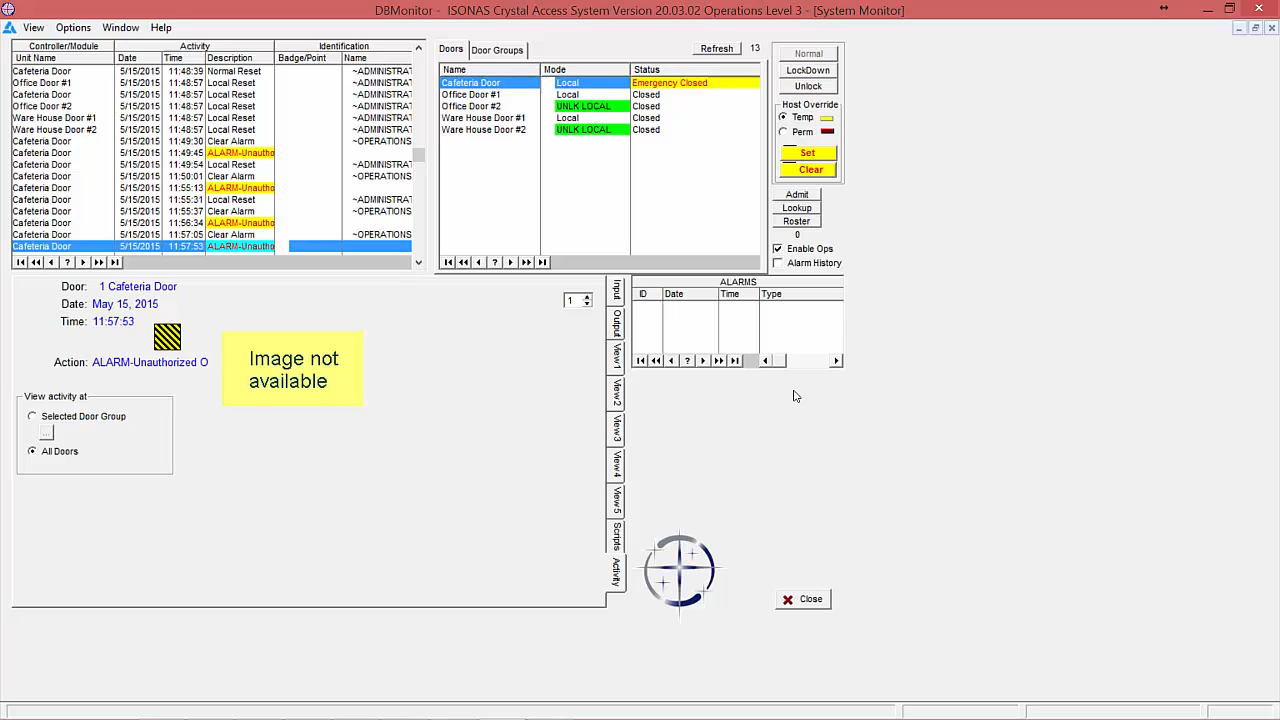 DBMonitor - ISONAS Crystal Access System Version 20.03.02 Operations Level 3 - [System Monitor]
View Options Window Help
Controller/Module Activity Identification
Unit Name Date Time Description Badge/Point Name
Cafeteria Door 5/15/2015 11:48:39 Normal Reset ~ADMINISTRAT
Office Door #1 5/15/2015 11:48:57 Local Reset ~ADMINISTRAT
Cafeteria Door 5/15/2015 11:48:57 Local Reset ~ADMINISTRAT
Office Door #2 5/15/2015 11:48:57 Local Reset ~ADMINISTRAT
Ware House Door #1 5/15/2015 11:48:57 Local Reset ~ADMINISTRAT
Ware House Door #2 5/15/2015 11:48:57 Local Reset ~ADMINISTRAT
Cafeteria Door 5/15/2015 11:49:30 Clear Alarm ~OPERATIONS
Cafeteria Door 5/15/2015 11:49:45 ALARM-Unautho
Cafeteria Door 5/15/2015 11:49:54 Local Reset ~ADMINISTRAT
Cafeteria Door 5/15/2015 11:50:01 Clear Alarm ~OPERATIONS
Cafeteria Door 5/15/2015 11:55:13 ALARM-Unautho
Cafeteria Door 5/15/2015 11:55:31 Local Reset ~ADMINISTRAT
Cafeteria Door 5/15/2015 11:55:37 Clear Alarm ~OPERATIONS
Cafeteria Door 5/15/2015 11:56:34 ALARM-Unautho
Cafeteria Door 5/15/2015 11:57:05 Clear Alarm ~OPERATIONS
Cafeteria Door 5/15/2015 11:57:53 ALARM-Unautho
?
Doors Door Groups Refresh 13
Name Mode Status
Cafeteria Door Local Emergency Closed
Office Door #1 Local Closed
Office Door #2 UNLK LOCAL Closed
Ware House Door #1 Local Closed
Ware House Door #2 UNLK LOCAL Closed
?
Normal
LockDown
Unlock
Host Override
Temp
Perm
Set
Clear
Admit
Lookup
Roster
0
Enable Ops
Alarm History
Door: 1 Cafeteria Door
Date: May 15, 2015
Time: 11:57:53
Action: ALARM-Unauthorized O
1
Image not
available
View activity at
Selected Door Group
...
All Doors
Input
Output
View1
View 2
View 3
View 4
View 5
Scripts
Activity
ALARMS
ID Date Time Type
?
Close